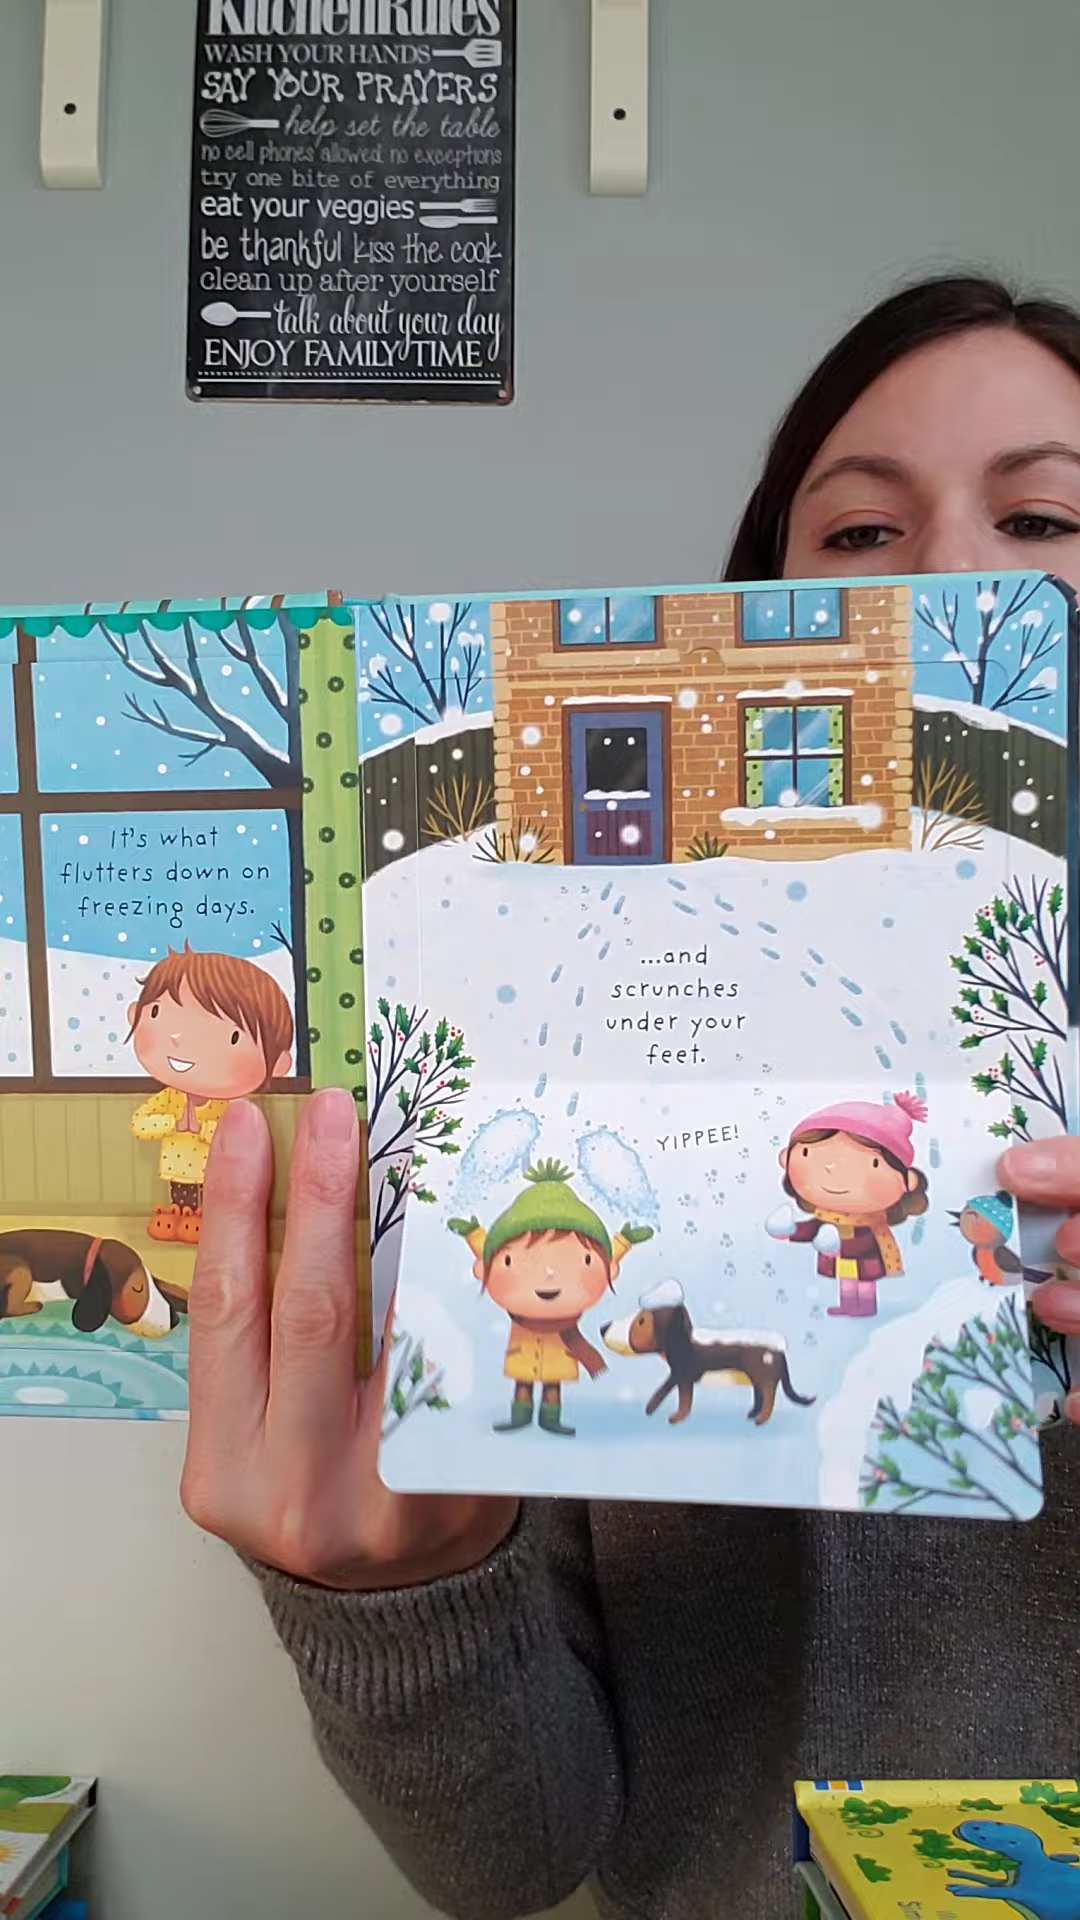 KitchenRules
WASH YOUR HANDS
SAY YOUR PRAYERS
help set the table
no cell phones allowed no exceptions
try one bite of everything
eat your veggies
be thankful kiss the cook
clean up after yourself
talk about your day
ENJOY FAMILY TIME
It's what
flutters down on
freezing days.
...and
scrunches
under your
feet.
YIPPEE!